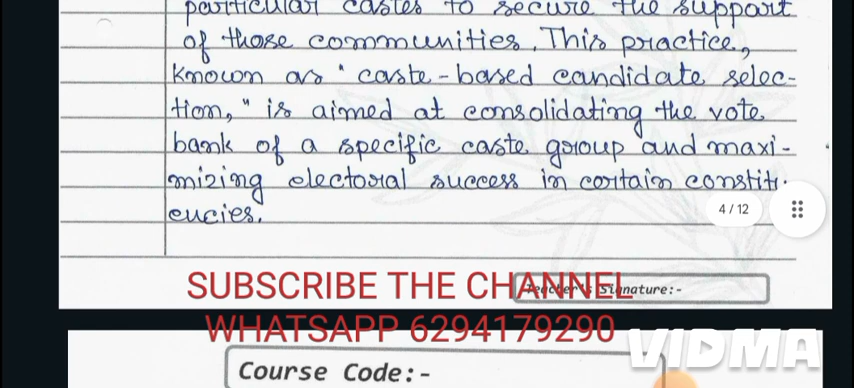 particular castes to secure the support
of those communities. This practice,
known as "caste-based candidate selec-
tion," is aimed at consolidating the vote
bank of a specific caste group and maxi-
mizing electoral success in certain constit
uencies.
4/12
SUBSCRIBE THE CHANNEL
Teacher's Signature:-
WHATSAPP 6294179290
VIDMA
Course Code:-